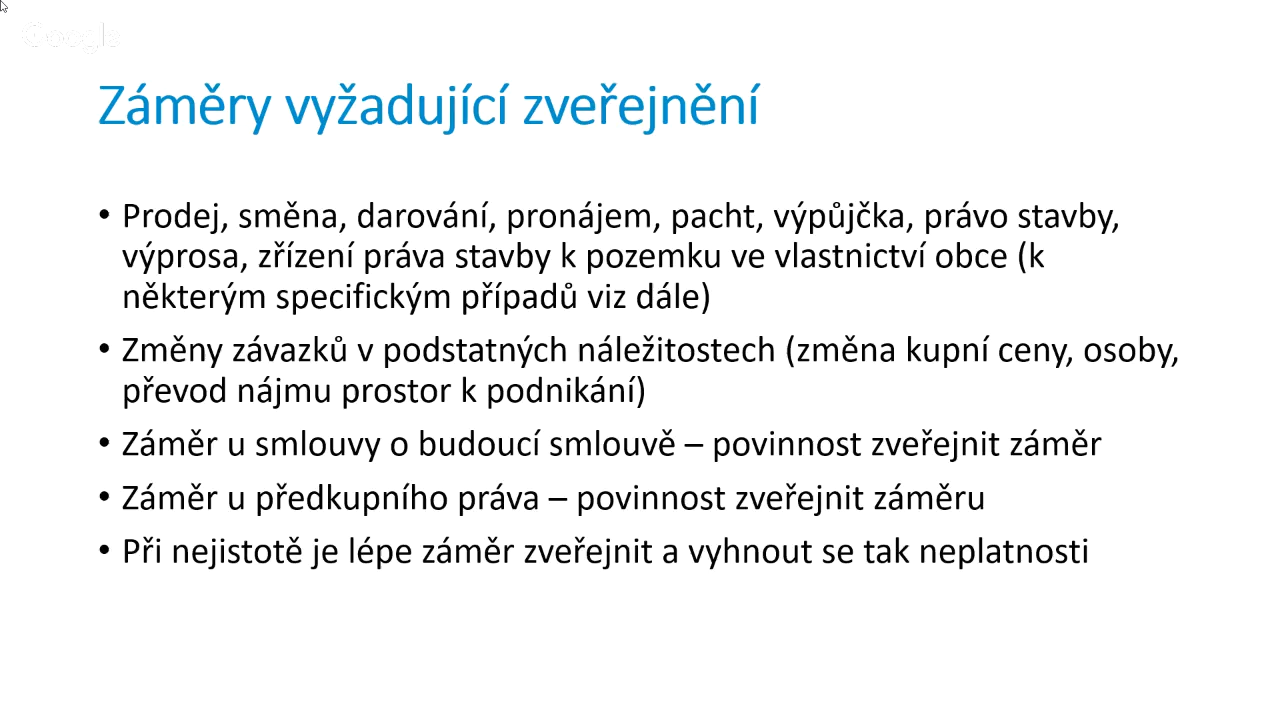 Google
Záměry vyžadující zveřejnění
• Prodej, směna, darování, pronájem, pacht, výpůjčka, právo stavby,
výprosa, zřízení práva stavby k pozemku ve vlastnictví obce (k
některým specifickým případů viz dále)
• Změny závazků v podstatných náležitostech (změna kupní ceny, osoby,
převod nájmu prostor k podnikání)
• Záměr u smlouvy o budoucí smlouvě – povinnost zveřejnit záměr
• Záměr u předkupního práva – povinnost zveřejnit záměru
• Při nejistotě je lépe záměr zveřejnit a vyhnout se tak neplatnosti